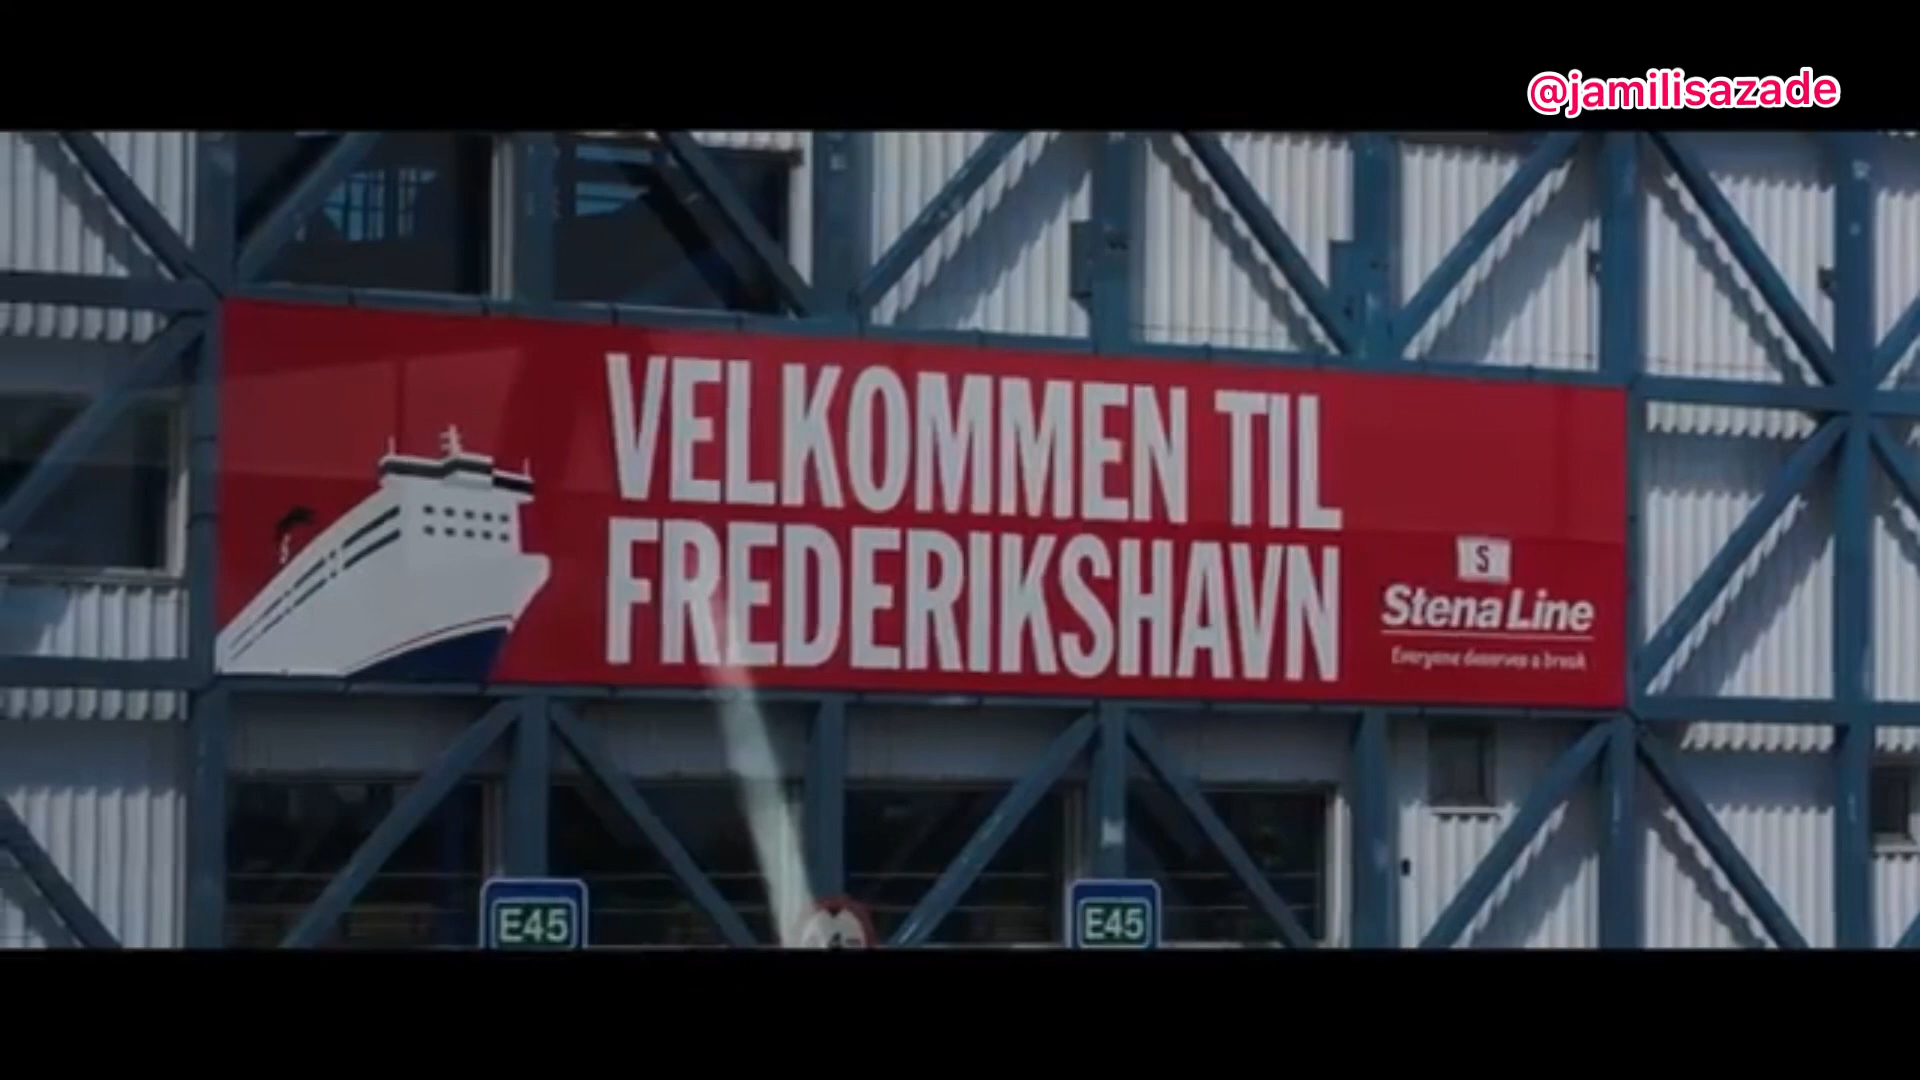 @jamilisazade
VELKOMMEN TIL
FREDERIKSHAVN
S
Stena Line
Everyone deserves a break
E45
E45